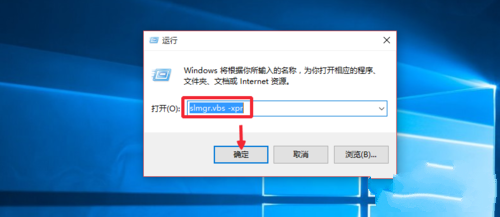 运行
Windows 将根据你所输入的名称，为你打开相应的程序、
文件夹、文档或 Internet 资源。
打开(O):
slmgr.vbs -xpr
确定
取消
浏览(B)...